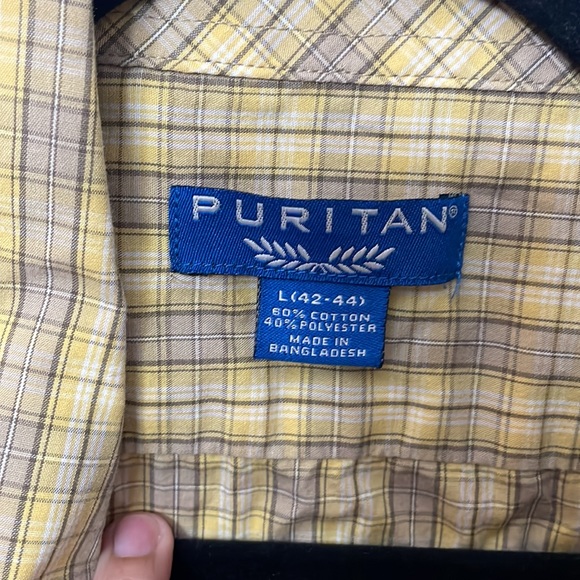 PURITAN®
L(42-44)
60% COTTON
40% POLYESTER
MADE IN
BANGLADESH